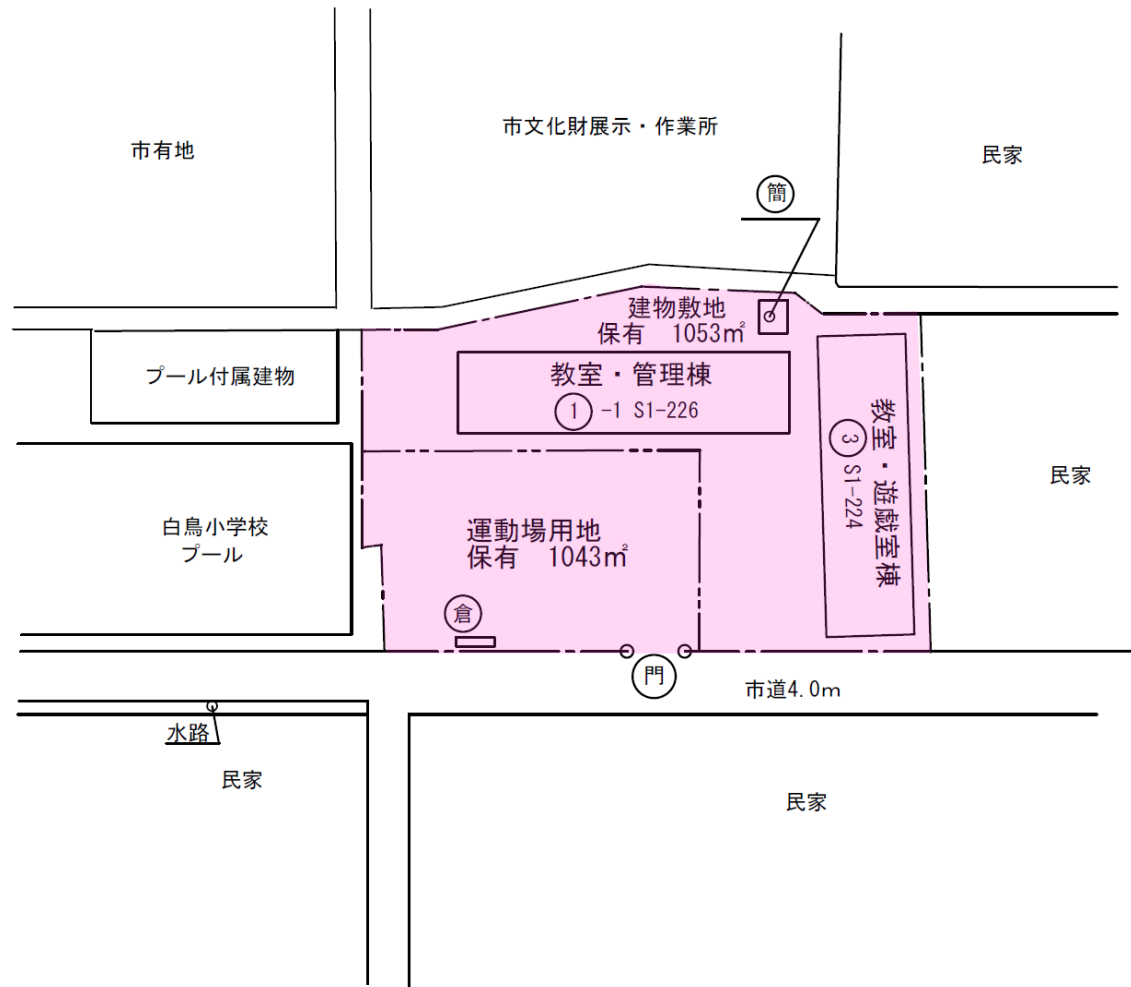 市文化財展示・作業所
市有地
民家
簡
建物敷地
保有 1053㎡
プール付属建物
教室・管理棟
1 -1 S1-226
教室・遊戯室棟
3 S1-224
民家
白鳥小学校
プール
運動場用地
保有 1043㎡
倉
門
市道4.0m
水路
民家
民家